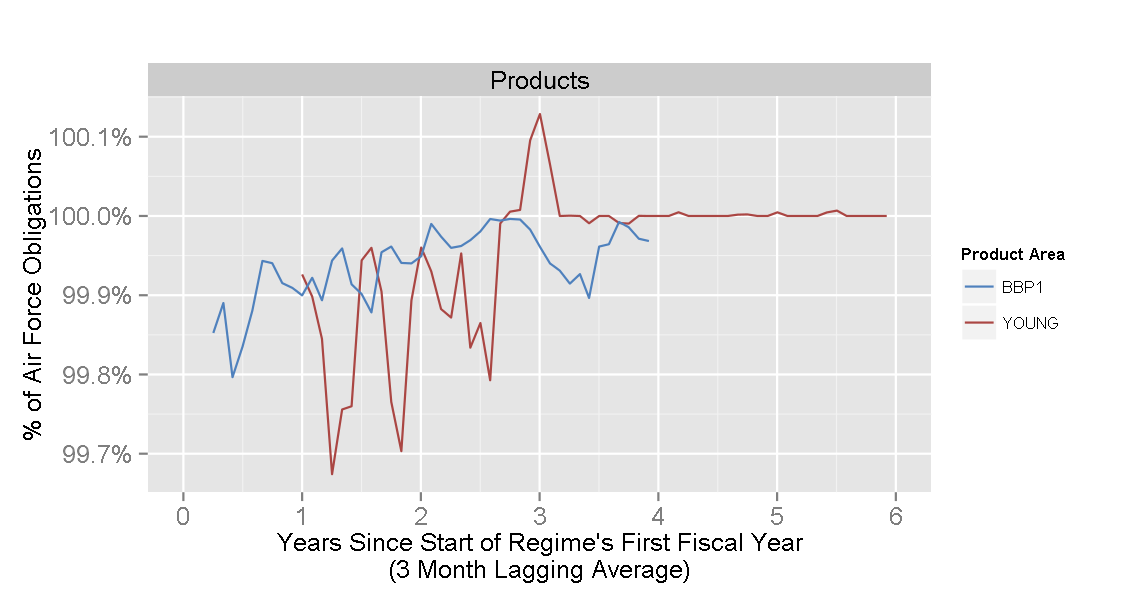 Products
% of Air Force Obligations
100.1%
100.0%
99.9%
99.8%
99.7%
0 1 2 3 4 5 6
Years Since Start of Regime's First Fiscal Year
(3 Month Lagging Average)
Product Area
BBP1
YOUNG